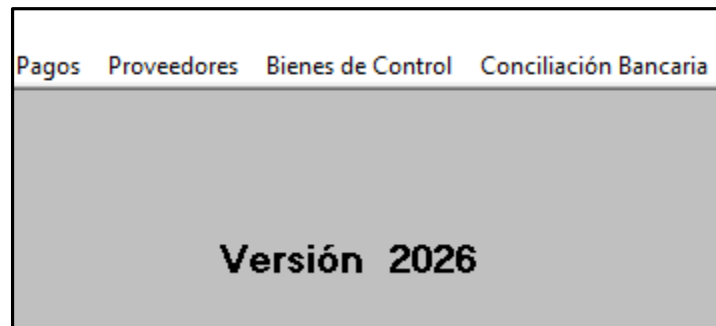 Pagos Proveedores Bienes de Control Conciliación Bancaria
Versión 2026